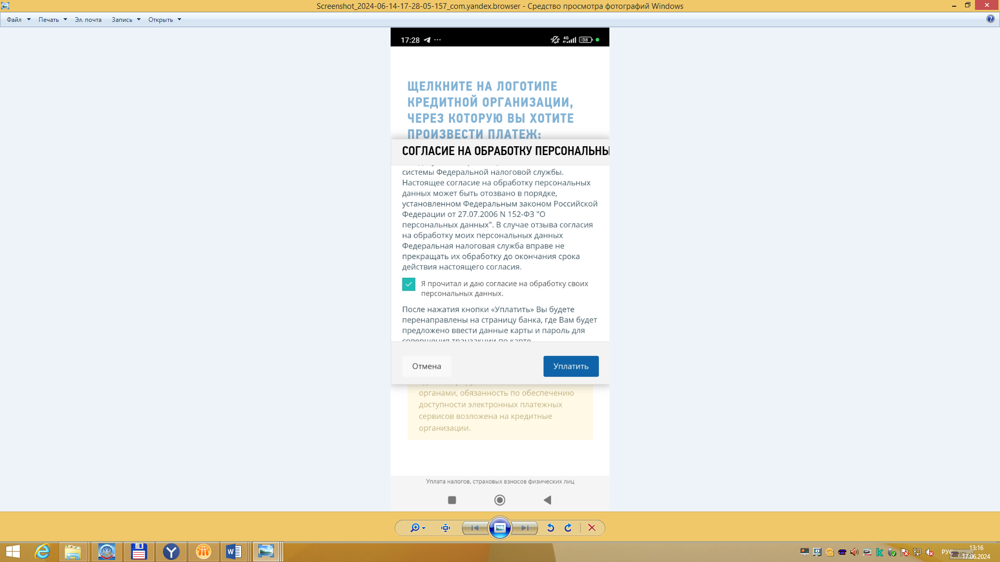 Screenshot_2024-06-14-17-28-05-157_com.yandex.browser - Средство просмотра фотографий Windows
Файл Печать Эл. почта Запись Открыть
17:28
4G 38
ЩЕЛКНИТЕ НА ЛОГОТИПЕ
КРЕДИТНОЙ ОРГАНИЗАЦИИ,
ЧЕРЕЗ КОТОРУЮ ВЫ ХОТИТЕ
ПРОИЗВЕСТИ ПЛАТЕЖ:
СОГЛАСИЕ НА ОБРАБОТКУ ПЕРСОНАЛЬНЫ
системы Федеральной налоговой службы.
Настоящее согласие на обработку персональных
данных может быть отозвано в порядке,
установленном Федеральным законом Российской
Федерации от 27.07.2006 N 152-ФЗ "О
персональных данных". В случае отзыва согласия
на обработку моих персональных данных
Федеральная налоговая служба вправе не
прекращать их обработку до окончания срока
действия настоящего согласия.
Я прочитал и даю согласие на обработку своих
персональных данных.
После нажатия кнопки «Уплатить» Вы будете
перенаправлены на страницу банка, где Вам будет
предложено ввести данные карты и пароль для
совершения транзакции по карте
Отмена Уплатить
органами, обязанность по обеспечению
доступности электронных платежных
сервисов возложена на кредитные
организации.
Уплата налогов, страховых взносов физических лиц
РУС
13:16
17.06.2024